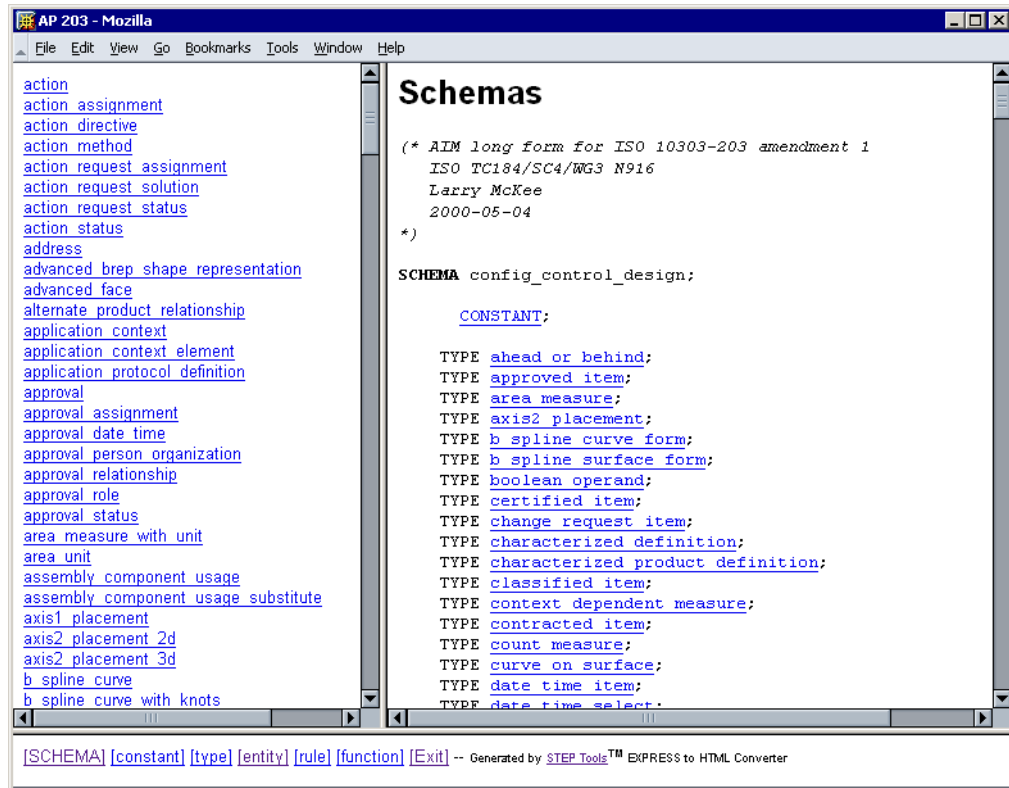 AP 203 - Mozilla
File Edit View Go Bookmarks Tools Window Help
action
action assignment
action directive
action method
action request assignment
action request solution
action request status
action status
address
advanced brep shape representation
advanced face
alternate product relationship
application context
application context element
application protocol definition
approval
approval assignment
approval date time
approval person organization
approval relationship
approval role
approval status
area measure with unit
area unit
assembly component usage
assembly component usage substitute
axis1 placement
axis2 placement 2d
axis2 placement 3d
b spline curve
b spline curve with knots
Schemas
(* AIM long form for ISO 10303-203 amendment 1
ISO TC184/SC4/WG3 N916
Larry McKee
2000-05-04
*)
SCHEMA config_control_design;
CONSTANT;
TYPE ahead or behind;
TYPE approved item;
TYPE area measure;
TYPE axis2 placement;
TYPE b spline curve form;
TYPE b spline surface form;
TYPE boolean operand;
TYPE certified item;
TYPE change request item;
TYPE characterized definition;
TYPE characterized product definition;
TYPE classified item;
TYPE context dependent measure;
TYPE contracted item;
TYPE count measure;
TYPE curve on surface;
TYPE date time item;
TYPE date time select;
[SCHEMA] [constant] [type] [entity] [rule] [function] [Exit] -- Generated by STEP Tools™ EXPRESS to HTML Converter